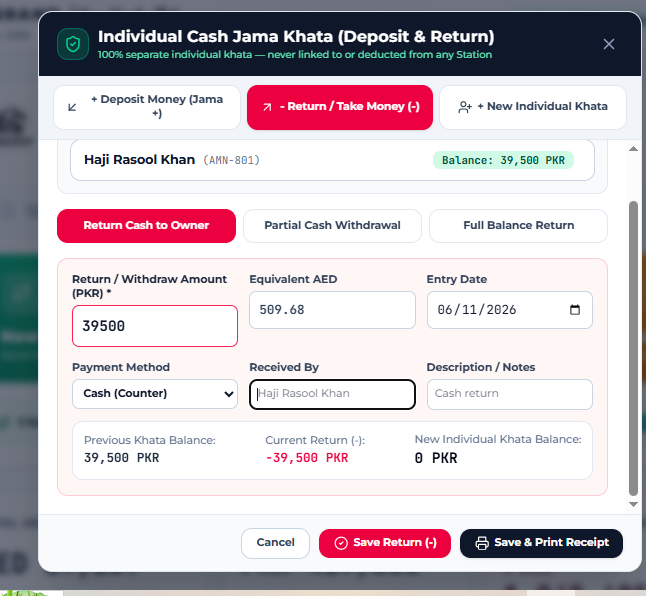 Individual Cash Jama Khata (Deposit & Return)
100% separate individual khata — never linked to or deducted from any Station
+ Deposit Money (Jama
+)
- Return / Take Money (-)
+ New Individual Khata
Haji Rasool Khan (AMN-801)
Balance: 39,500 PKR
Return Cash to Owner
Partial Cash Withdrawal
Full Balance Return
Return / Withdraw Amount
(PKR) *
Equivalent AED
Entry Date
39500
509.68
06/11/2026
Payment Method
Received By
Description / Notes
Cash (Counter)
Haji Rasool Khan
Cash return
Previous Khata Balance:
Current Return (-):
New Individual Khata Balance:
39,500 PKR
-39,500 PKR
0 PKR
Cancel
Save Return (-)
Save & Print Receipt